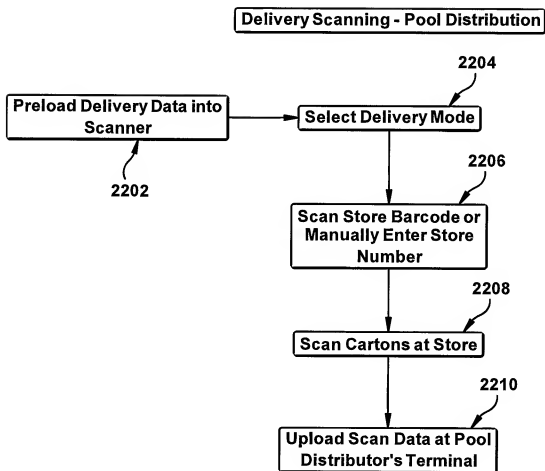 Delivery Scanning - Pool Distribution
2204
Preload Delivery Data into
Scanner
Select Delivery Mode
2202
2206
Scan Store Barcode or
Manually Enter Store
Number
2208
Scan Cartons at Store
2210
Upload Scan Data at Pool
Distributor's Terminal